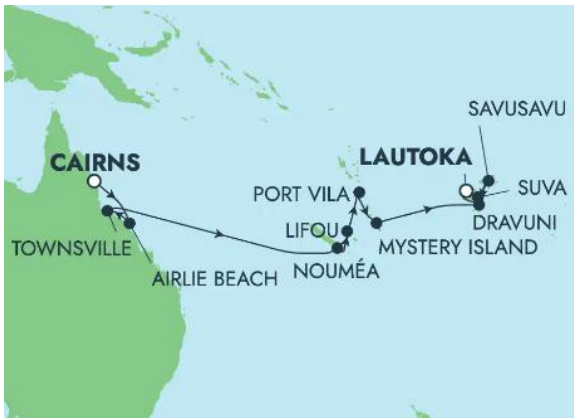 CAIRNS
TOWNSVILLE
AIRLIE BEACH
NOUMÉA
LIFOU
PORT VILA
MYSTERY ISLAND
DRAVUNI
SUVA
SAVUSAVU
LAUTOKA